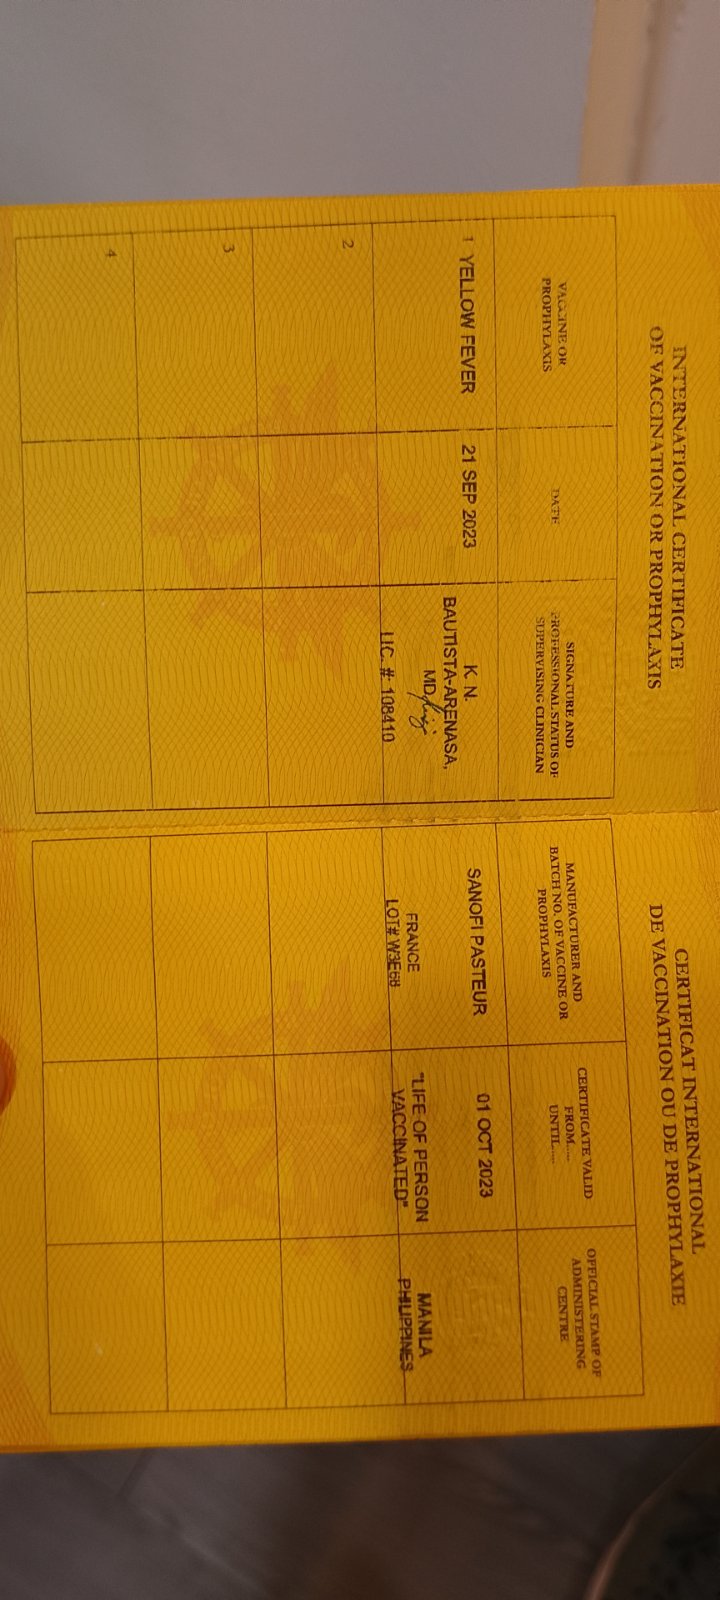 INTERNATIONAL CERTIFICATE
OF VACCINATION OR PROPHYLAXIS
VACCINE OR
PROPHYLAXIS
DATE
SIGNATURE AND
PROFESSIONAL STATUS OF
SUPERVISING CLINICIAN
1 YELLOW FEVER
21 SEP 2023
K N.
BAUTISTA-ARENASA,
MD
LIC. #: 108410
2
3
4
CERTIFICAT INTERNATIONAL
DE VACCINATION OU DE PROPHYLAXIE
MANUFACTURER AND
BATCH NO. OF VACCINE OR
PROPHYLAXIS
CERTIFICATE VALID
FROM.....
UNTIL.....
OFFICIAL STAMP OF
ADMINISTERING
CENTRE
SANOFI PASTEUR
FRANCE
LOT# W3E68
01 OCT 2023
"LIFE OF PERSON
VACCINATED"
MANILA
PHILIPPINES